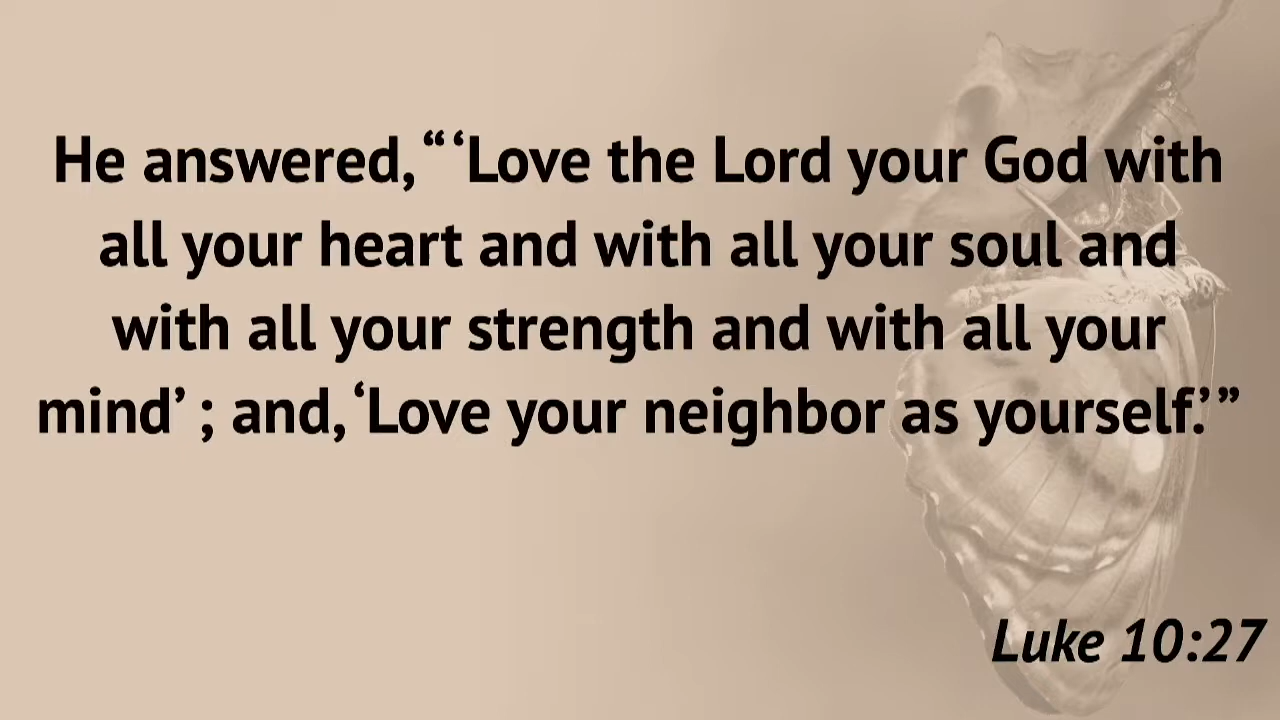 He answered, “ ‘Love the Lord your God with
all your heart and with all your soul and
with all your strength and with all your
mind’ ; and, ‘Love your neighbor as yourself.’ ”
Luke 10:27